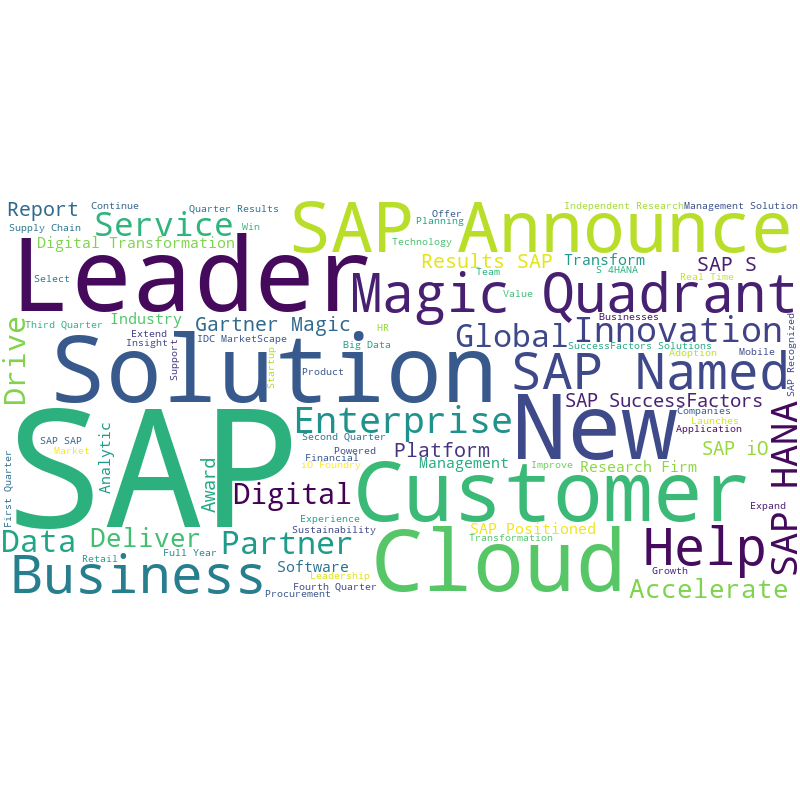 Report
Continue
Quarter Results
Supply Chain
Service
Win
Digital Transformation
SAP Announce
Offer
Planning
Technology
Independent Research
Management Solution
Leader
Select
Results SAP
Team
Transform
S 4HANA
SAP S
Real Time
Magic Quadrant
Value
Businesses
Drive
Third Quarter
Industry
Extend
Insight
Support
Gartner Magic
IDC MarketScape
HR
Big Data
Startup
Product
Global
Innovation
SuccessFactors Solutions
Adoption
Mobile
SAP Recognized
Solution
SAP Named
SAP SuccessFactors
SAP
Enterprise
New
Companies
Launches
Application
SAP HANA
SAP SAP
Market
Analytic
Award
First Quarter
Second Quarter
Powered
Financial
iO Foundry
Platform
Management
SAP iO
Improve
Research Firm
Digital
Customer
Expand
Data
Deliver
Retail
Full Year
Partner
Experience
Sustainability
SAP Positioned
Transformation
Help
Growth
Business
Software
Leadership
Fourth Quarter
Procurement
Cloud
Accelerate